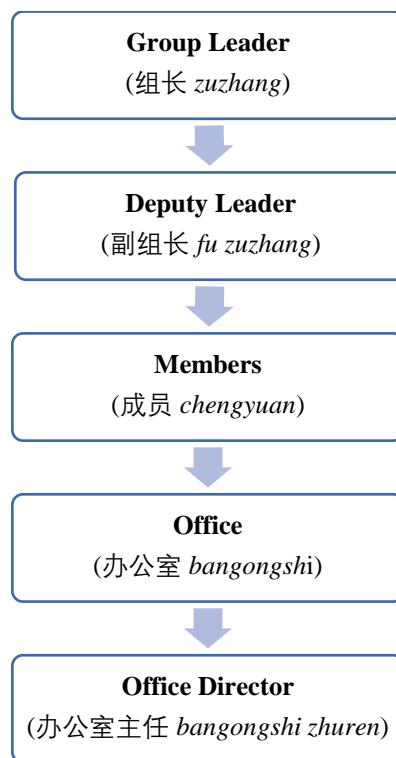 Group Leader
(组长 zuzhang)
Deputy Leader
(副组长 fu zuzhang)
Members
(成员 chengyuan)
Office
(办公室 bangongshi)
Office Director
(办公室主任 bangongshi zhuren)